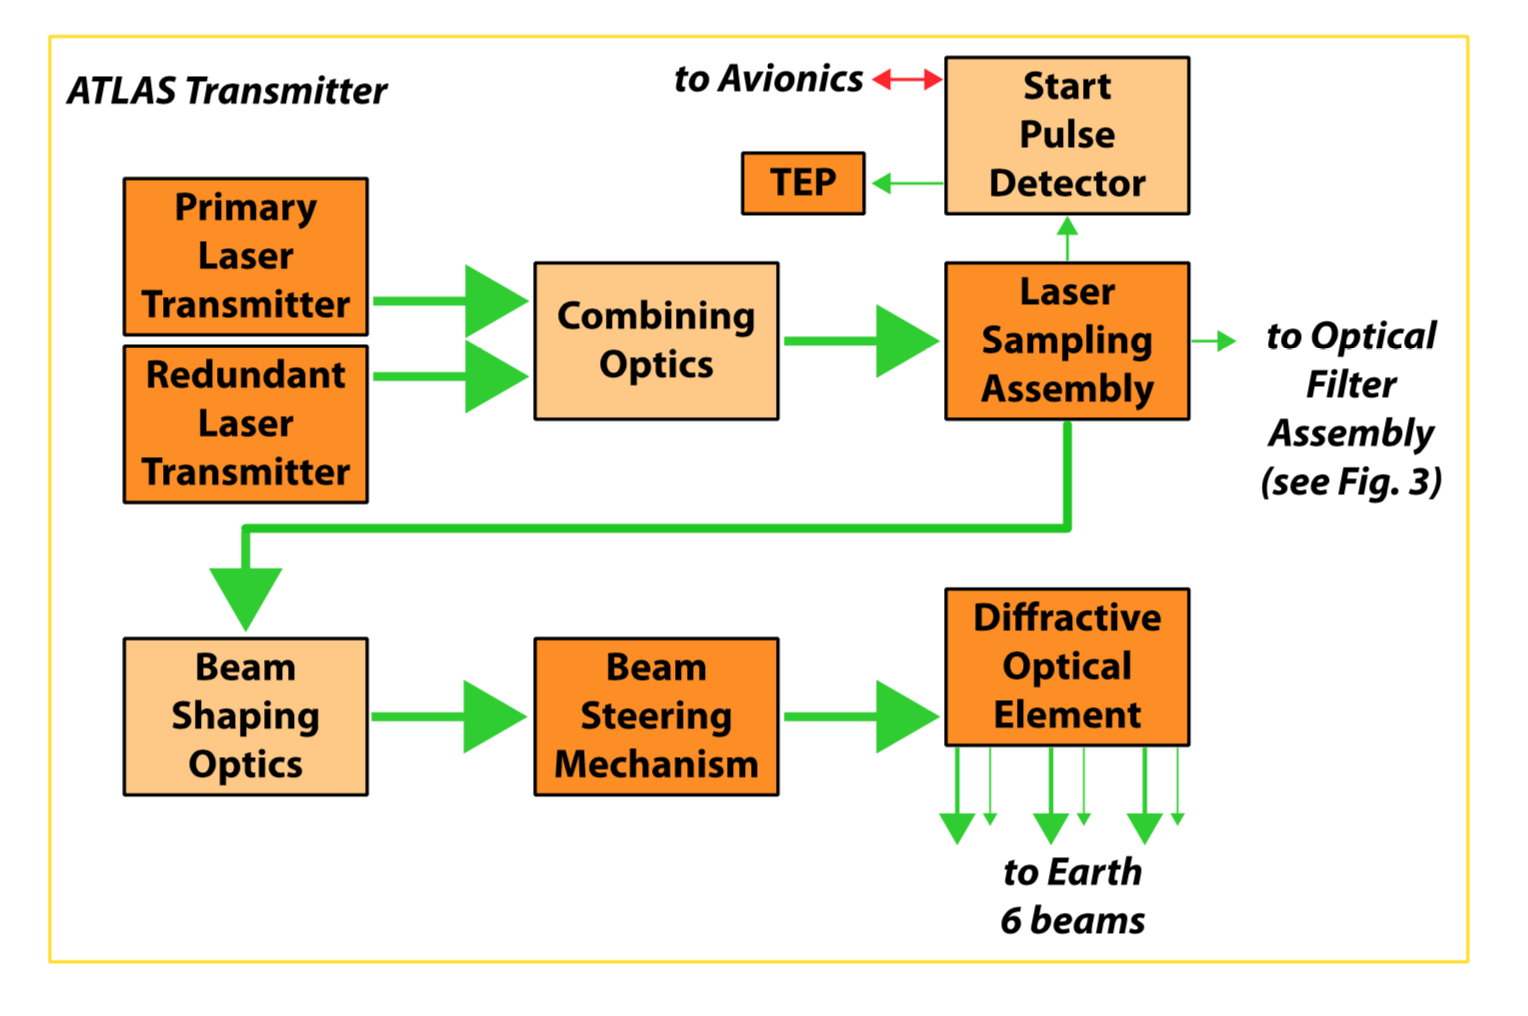 ATLAS Transmitter
to Avionics
Start
Pulse
Detector
TEP
Primary
Laser
Transmitter
Redundant
Laser
Transmitter
Combining
Optics
Laser
Sampling
Assembly
to Optical
Filter
Assembly
(see Fig. 3)
Beam
Shaping
Optics
Beam
Steering
Mechanism
Diffractive
Optical
Element
to Earth
6 beams